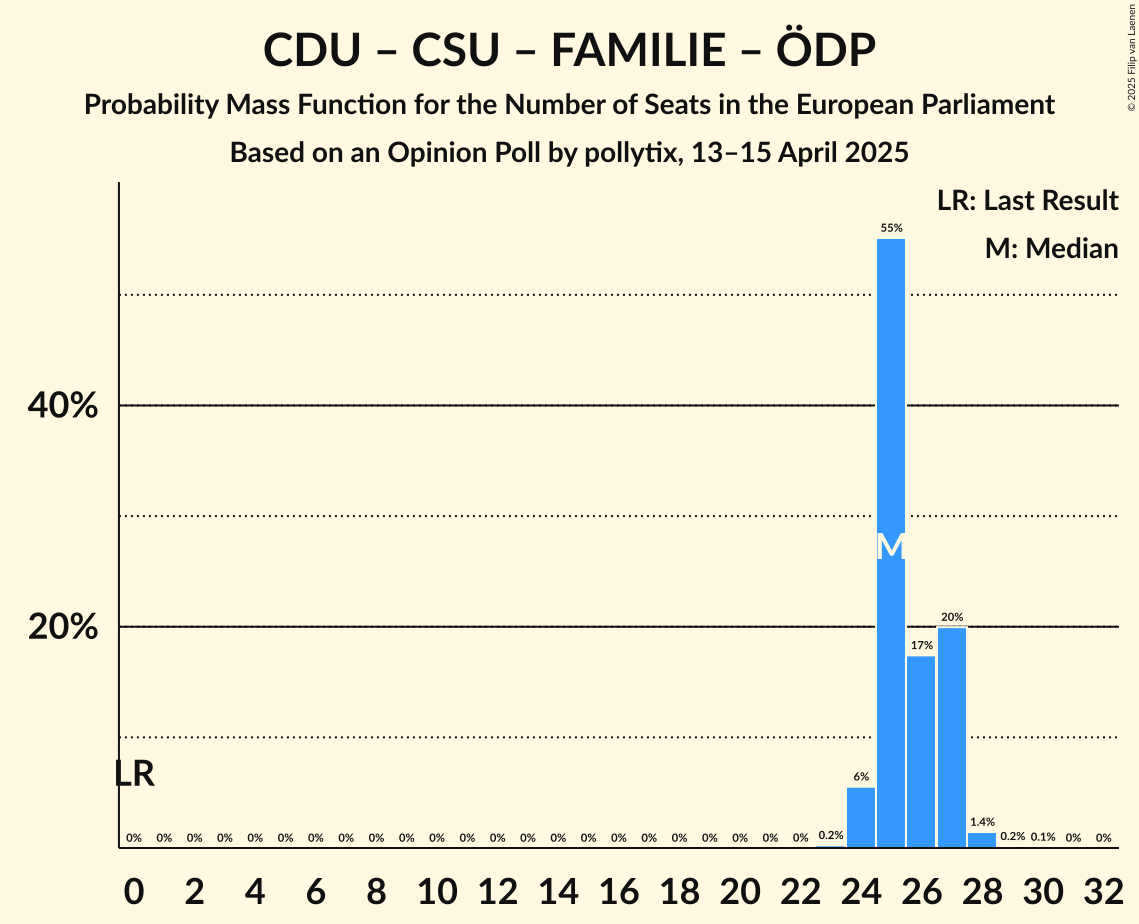 CDU – CSU – FAMILIE – ÖDP
Probability Mass Function for the Number of Seats in the European Parliament
Based on an Opinion Poll by pollytix, 13–15 April 2025
© 2025 Filip van Laenen
LR: Last Result
M: Median
55%
40%
M
20%
20%
17%
LR
6%
1.4%
0% 0% 0% 0% 0% 0% 0% 0% 0% 0% 0% 0% 0% 0% 0% 0% 0% 0% 0% 0% 0% 0% 0% 0.2% 0.2% 0.1% 0% 0%
0 2 4 6 8 10 12 14 16 18 20 22 24 26 28 30 32